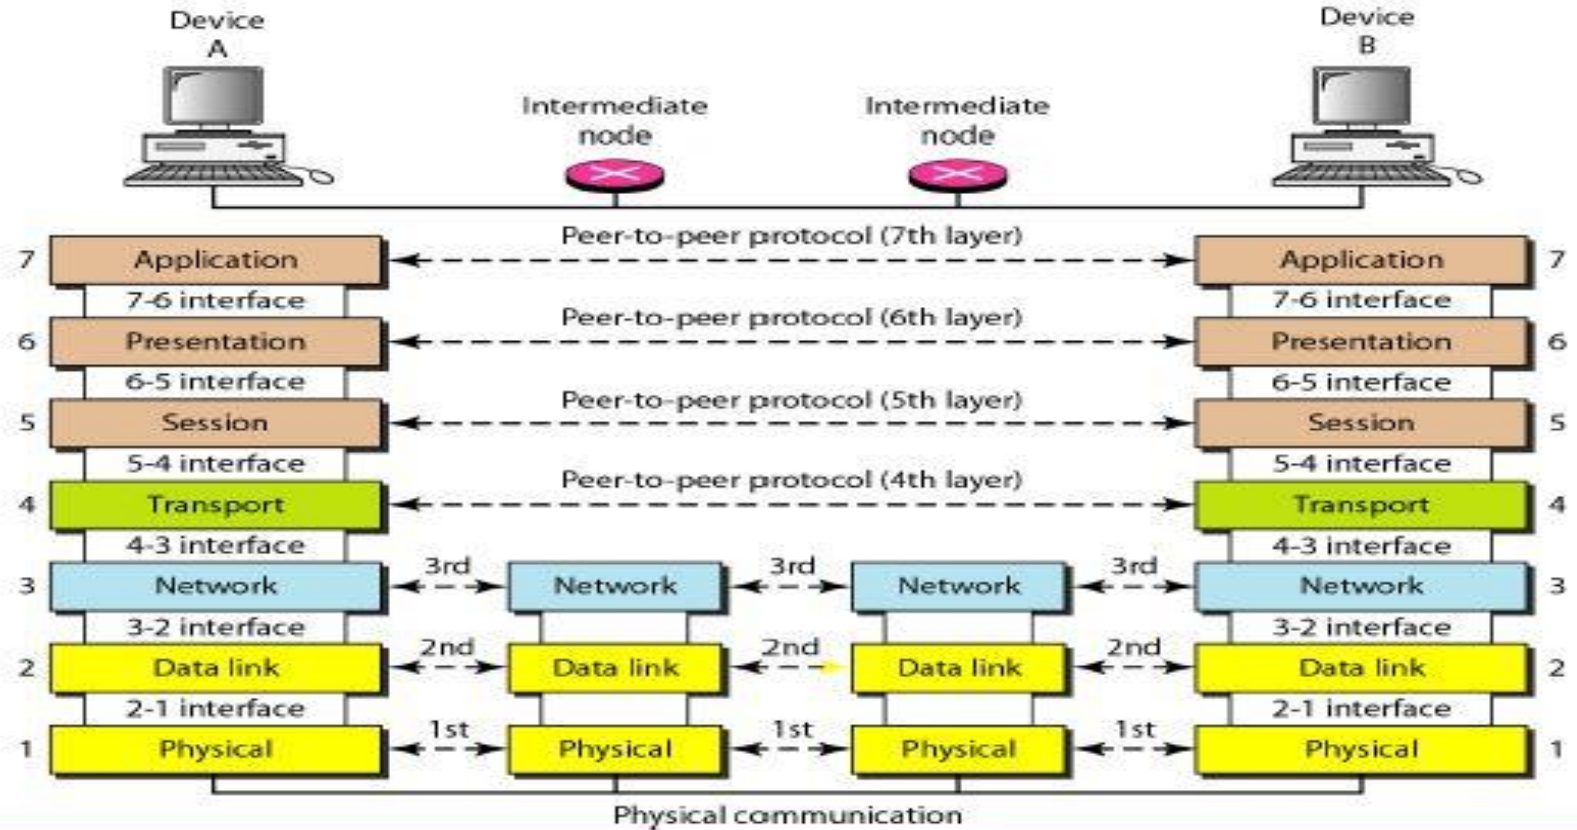 Device
A
Device
B
Intermediate
node
Intermediate
node
Peer-to-peer protocol (7th layer)
7 Application Application 7
7-6 interface 7-6 interface
Peer-to-peer protocol (6th layer)
6 Presentation Presentation 6
6-5 interface 6-5 interface
Peer-to-peer protocol (5th layer)
5 Session Session 5
5-4 interface 5-4 interface
Peer-to-peer protocol (4th layer)
4 Transport Transport 4
4-3 interface 4-3 interface
3rd 3rd 3rd
3 Network Network Network Network 3
3-2 interface 3-2 interface
2nd 2nd 2nd
2 Data link Data link Data link Data link 2
2-1 interface 2-1 interface
1st 1st 1st
1 Physical Physical Physical Physical 1
Physical communication